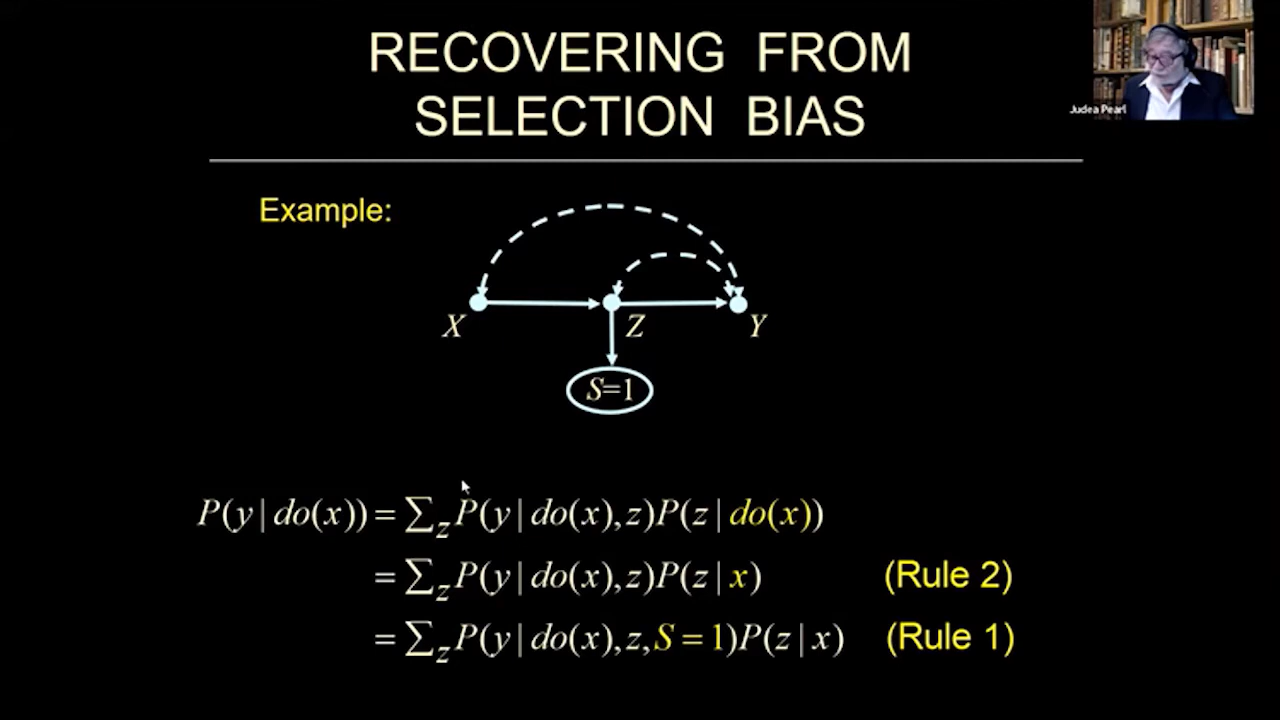 RECOVERING FROM
SELECTION BIAS
Judea Pearl
Example:
X
Z
Y
S=1
P(y | do(x)) = ∑z P(y | do(x), z)P(z | do(x))
= ∑z P(y | do(x), z)P(z | x) (Rule 2)
= ∑z P(y | do(x), z, S = 1)P(z | x) (Rule 1)